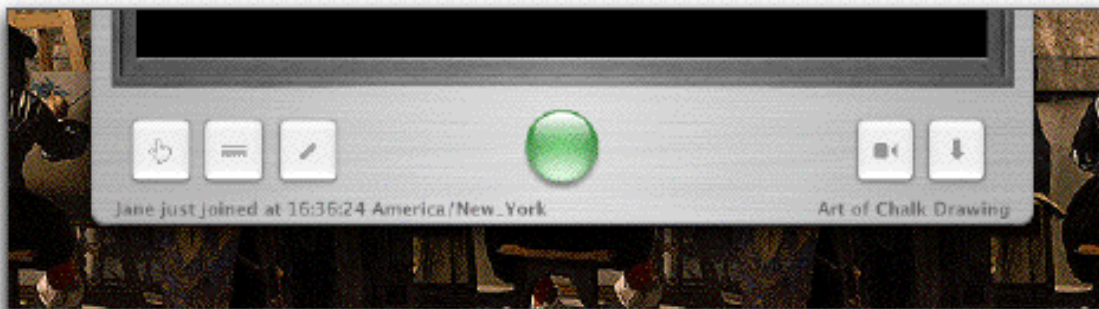 Jane just joined at 16:36:24 America/New_York
Art of Chalk Drawing